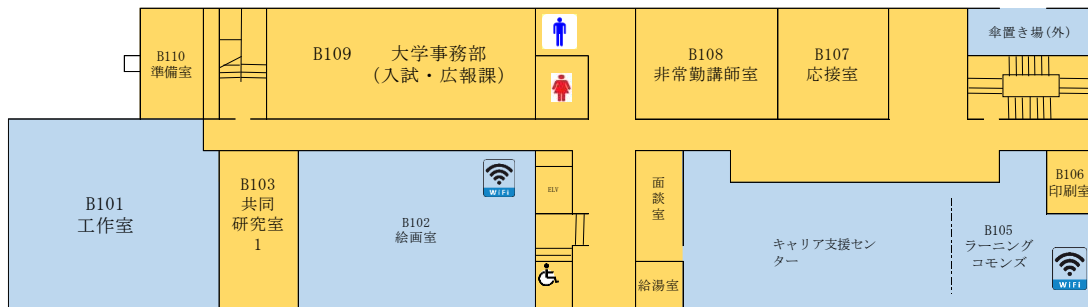 B110
準備室
B109 大学事務部
(入試・広報課)
B108
非常勤講師室
B107
応接室
傘置き場(外)
B101
工作室
B103
共同
研究室
1
B102
絵画室
WiFi
ELV
面
談
室
給湯室
キャリア支援セン
ター
B105
ラーニング
コモンズ
B106
印刷室
WiFi